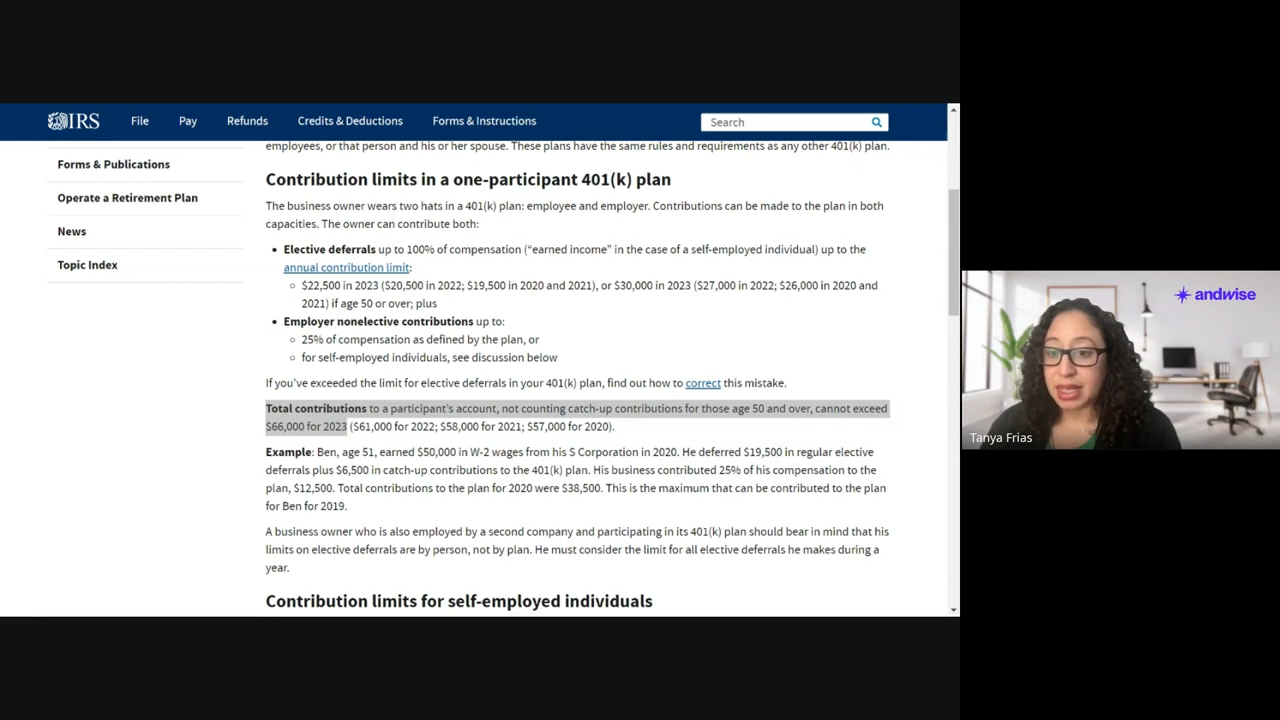 IRS
File
Pay
Refunds
Credits & Deductions
Forms & Instructions
Search
Forms & Publications
Operate a Retirement Plan
News
Topic Index
employees, or that person and his or her spouse. These plans have the same rules and requirements as any other 401(k) plan.
Contribution limits in a one-participant 401(k) plan
The business owner wears two hats in a 401(k) plan: employee and employer. Contributions can be made to the plan in both
capacities. The owner can contribute both:
• Elective deferrals up to 100% of compensation (“earned income” in the case of a self-employed individual) up to the
annual contribution limit:
○ $22,500 in 2023 ($20,500 in 2022; $19,500 in 2020 and 2021), or $30,000 in 2023 ($27,000 in 2022; $26,000 in 2020 and
2021) if age 50 or over; plus
• Employer nonelective contributions up to:
○ 25% of compensation as defined by the plan, or
○ for self-employed individuals, see discussion below
If you’ve exceeded the limit for elective deferrals in your 401(k) plan, find out how to correct this mistake.
Total contributions to a participant’s account, not counting catch-up contributions for those age 50 and over, cannot exceed
$66,000 for 2023 ($61,000 for 2022; $58,000 for 2021; $57,000 for 2020).
Example: Ben, age 51, earned $50,000 in W-2 wages from his S Corporation in 2020. He deferred $19,500 in regular elective
deferrals plus $6,500 in catch-up contributions to the 401(k) plan. His business contributed 25% of his compensation to the
plan, $12,500. Total contributions to the plan for 2020 were $38,500. This is the maximum that can be contributed to the plan
for Ben for 2019.
A business owner who is also employed by a second company and participating in its 401(k) plan should bear in mind that his
limits on elective deferrals are by person, not by plan. He must consider the limit for all elective deferrals he makes during a
year.
Contribution limits for self-employed individuals
andwise
Tanya Frias